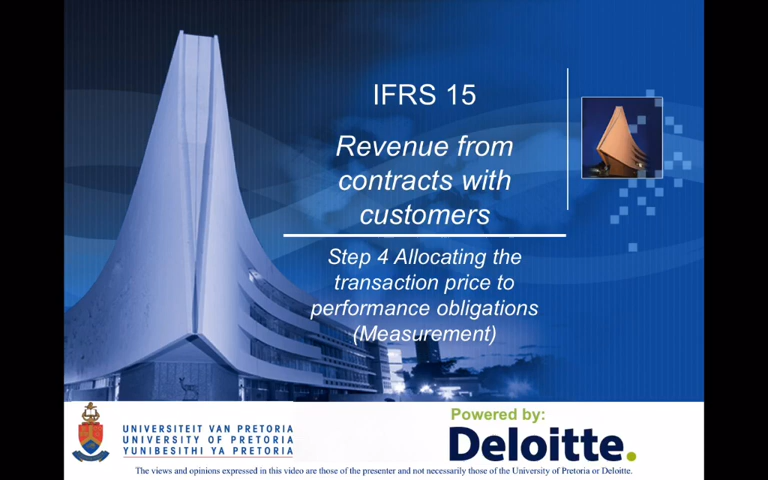 IFRS 15
Revenue from
contracts with
customers
Step 4 Allocating the
transaction price to
performance obligations
(Measurement)
UNIVERSITEIT VAN PRETORIA
UNIVERSITY OF PRETORIA
YUNIBESITHI YA PRETORIA
Powered by:
Deloitte.
The views and opinions expressed in this video are those of the presenter and not necessarily those of the University of Pretoria or Deloitte.